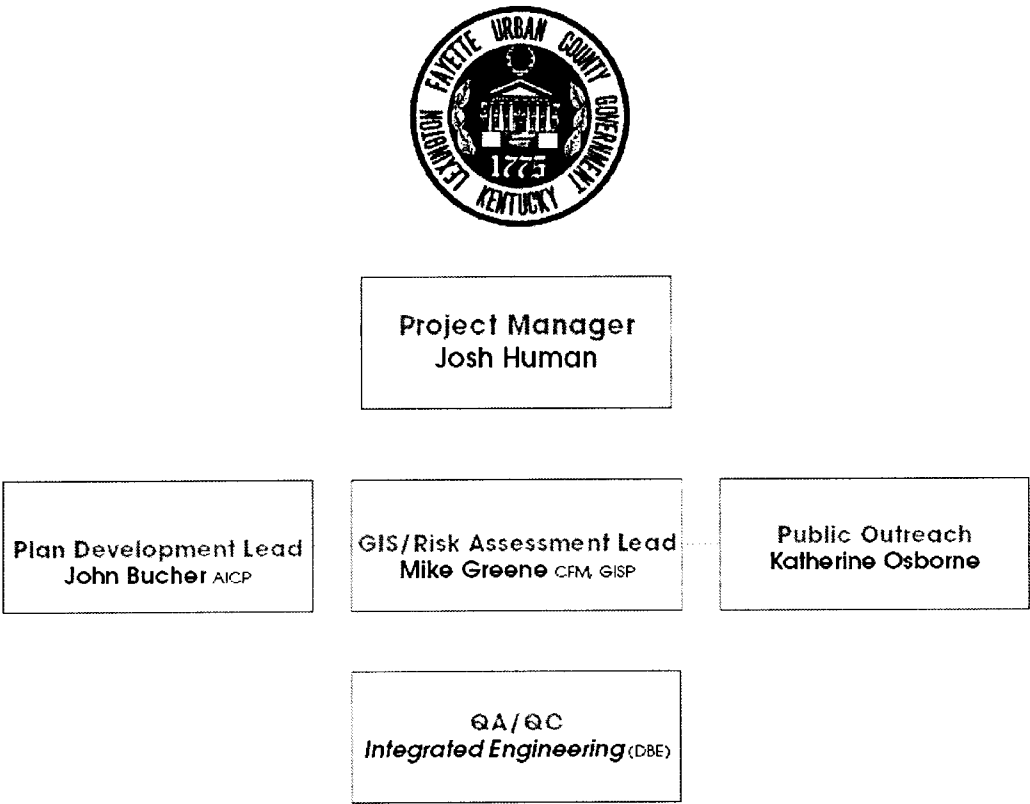 LEXINGTON FAYETTE URBAN COUNTY GOVERNMENT
KENTUCKY
1775
Project Manager
Josh Human
Plan Development Lead
John Bucher AICP
GIS/Risk Assessment Lead
Mike Greene CFM, GISP
Public Outreach
Katherine Osborne
QA/QC
Integrated Engineering (DBE)